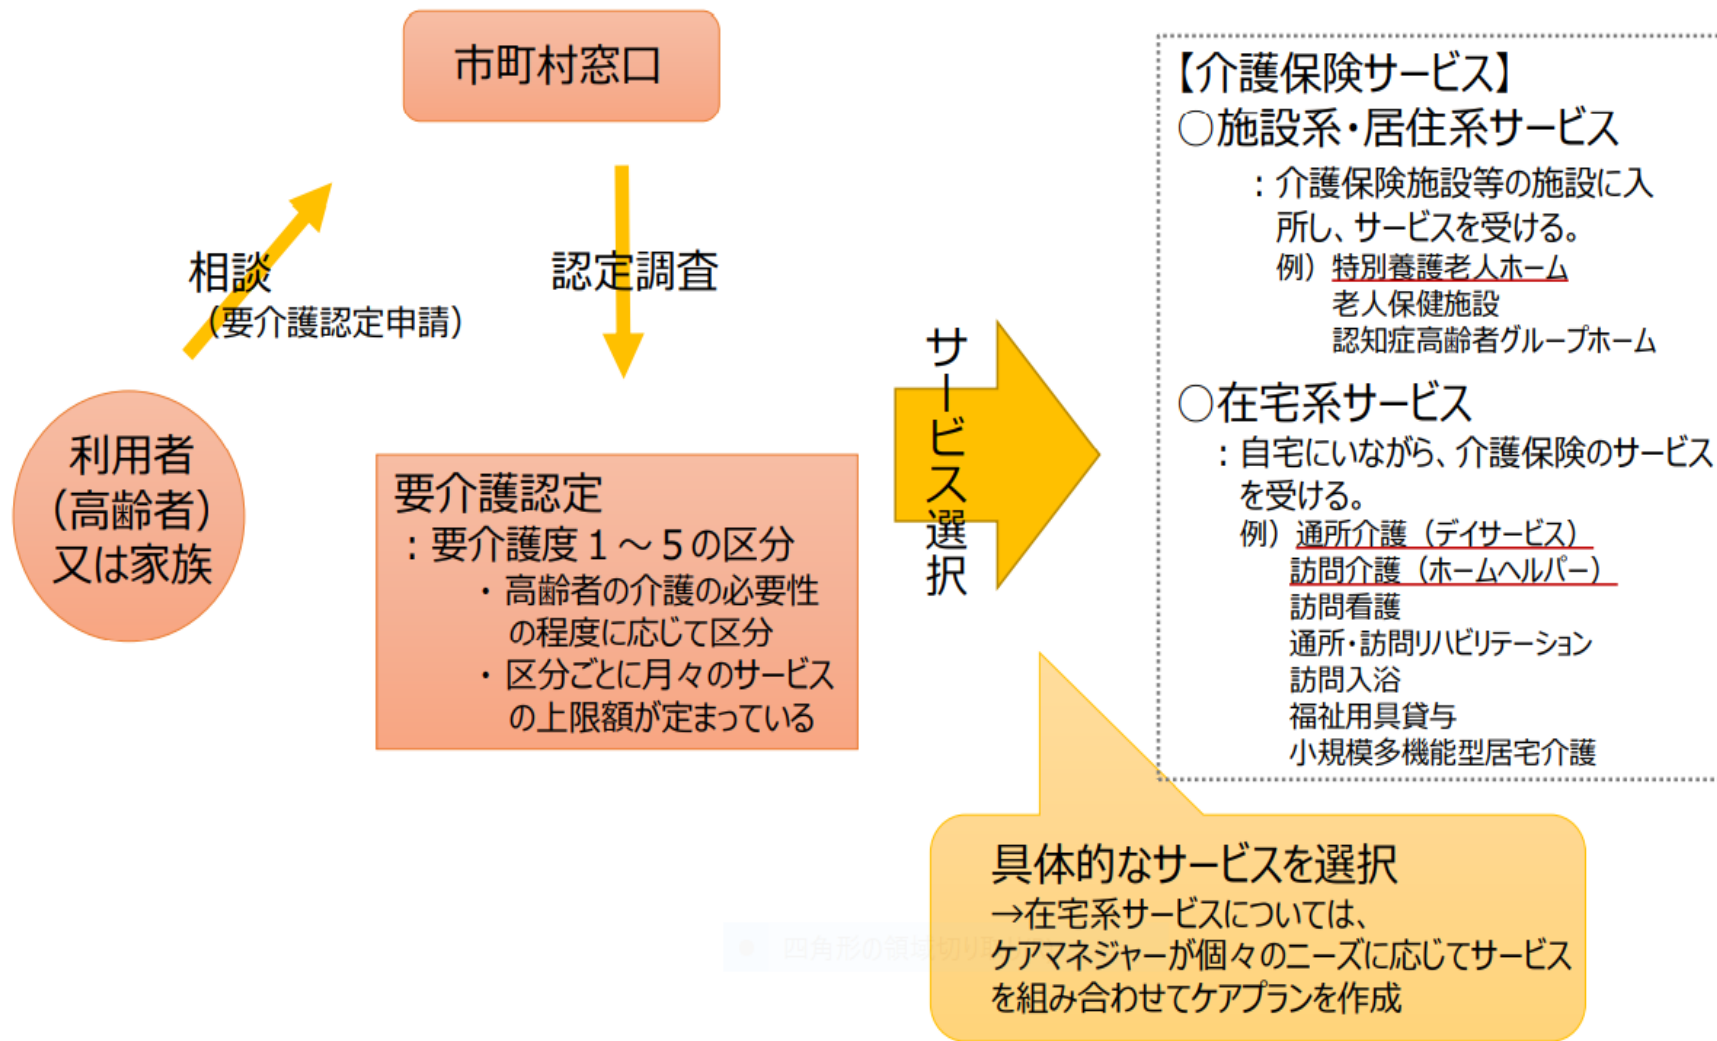 市町村窓口
相談
（要介護認定申請）
認定調査
利用者
（高齢者）
又は家族
要介護認定
：要介護度１～５の区分
・高齢者の介護の必要性
の程度に応じて区分
・区分ごとに月々のサービス
の上限額が定まっている
サービス選択
【介護保険サービス】
○施設系・居住系サービス
：介護保険施設等の施設に入
所し、サービスを受ける。
例）特別養護老人ホーム
老人保健施設
認知症高齢者グループホーム
○在宅系サービス
：自宅にいながら、介護保険のサービス
を受ける。
例）通所介護（デイサービス）
訪問介護（ホームヘルパー）
訪問看護
通所・訪問リハビリテーション
訪問入浴
福祉用具貸与
小規模多機能型居宅介護
具体的なサービスを選択
→在宅系サービスについては、
ケアマネジャーが個々のニーズに応じてサービス
を組み合わせてケアプランを作成
四角形の領域切り取